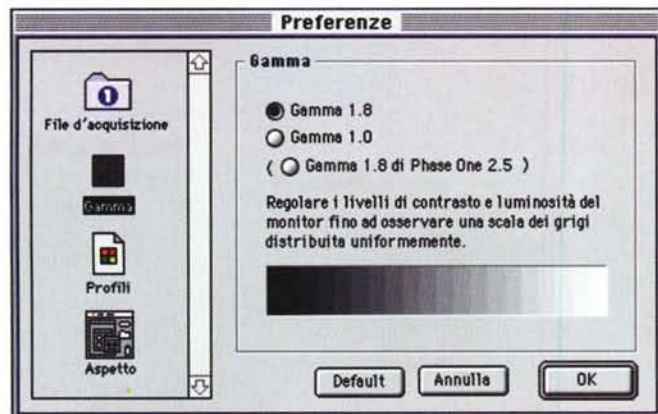 Preferenze
File d'acquisizione
Gamma
Profili
Aspetto
Gamma
Gamma 1.8
Gamma 1.0
( Gamma 1.8 di Phase One 2.5 )
Regolare i livelli di contrasto e luminosità del
monitor fino ad osservare una scala dei grigi
distribuita uniformemente.
Default
Annulla
OK